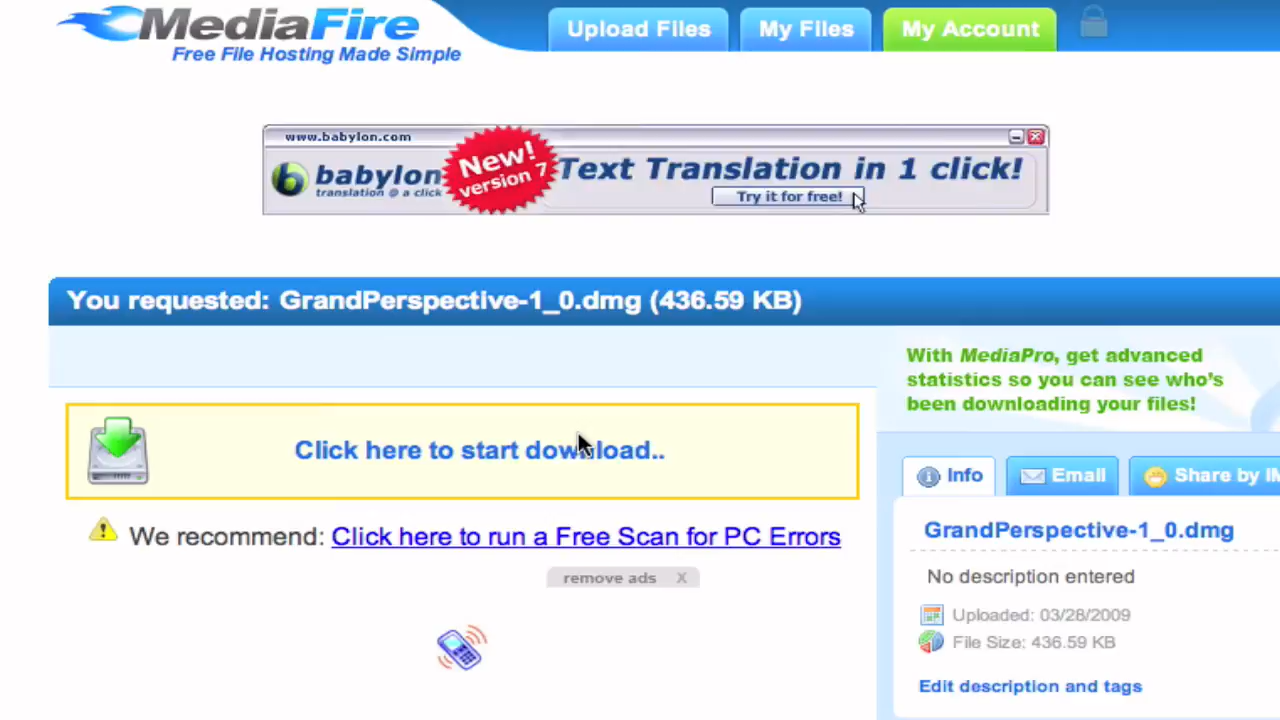 MediaFire
Free File Hosting Made Simple
Upload Files
My Files
My Account
www.babylon.com
babylon
translation @ a click
New!
version 7
Text Translation in 1 click!
Try it for free!
You requested: GrandPerspective-1_0.dmg (436.59 KB)
With MediaPro, get advanced
statistics so you can see who's
been downloading your files!
Click here to start download..
We recommend: Click here to run a Free Scan for PC Errors
remove ads X
Info
Email
Share by IM
GrandPerspective-1_0.dmg
No description entered
Uploaded: 03/28/2009
File Size: 436.59 KB
Edit description and tags